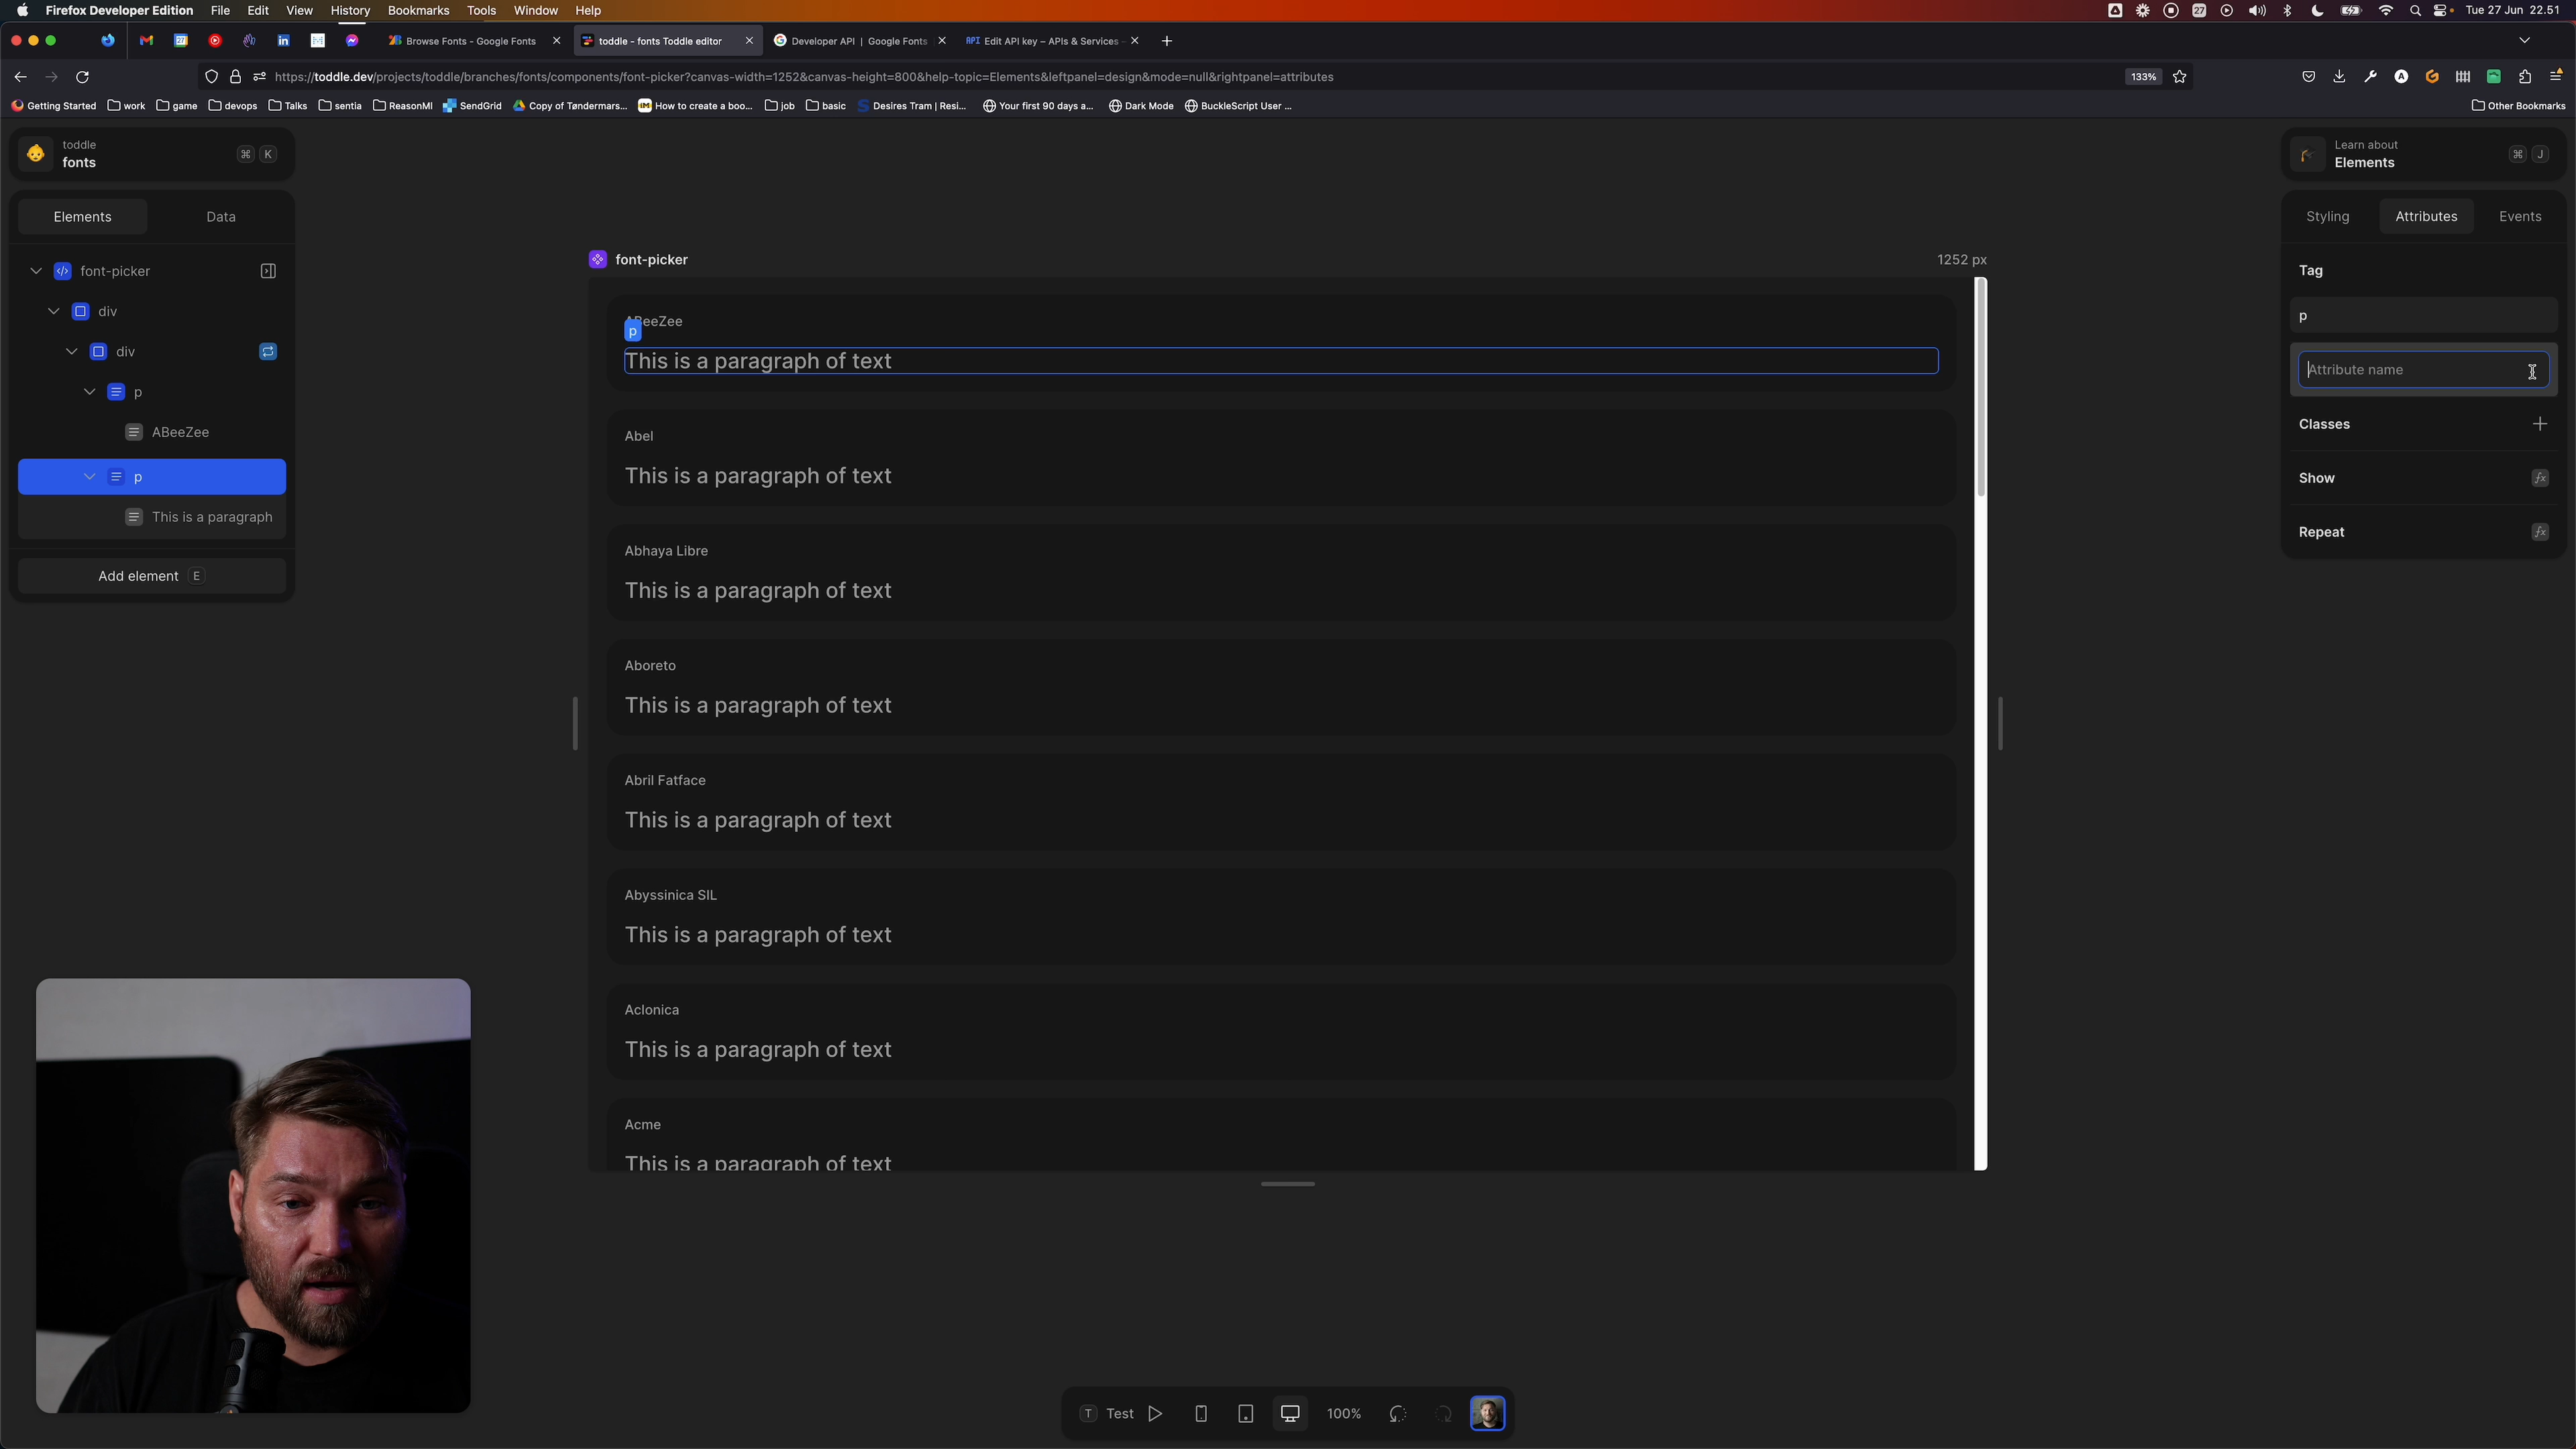 Firefox Developer Edition File Edit View History Bookmarks Tools Window Help 27 Tue 27 Jun 22.51
27 Browse Fonts - Google Fonts toddle - fonts Toddle editor Developer API | Google Fonts API Edit API key – APIs & Services -
https://toddle.dev/projects/toddle/branches/fonts/components/font-picker?canvas-width=1252&canvas-height=800&help-topic=Elements&leftpanel=design&mode=null&rightpanel=attributes 133%
Getting Started work game devops Talks sentia ReasonMl SendGrid Copy of Tøndermars... How to create a boo... job basic Desires Tram | Resi... Your first 90 days a... Dark Mode BuckleScript User ... Other Bookmarks
toddle
fonts
⌘ K
Learn about
Elements
⌘ J
Elements Data
font-picker
div
div
p
ABeeZee
p
This is a paragraph
Add element E
font-picker 1252 px
ABeeZee
p
This is a paragraph of text
Abel
This is a paragraph of text
Abhaya Libre
This is a paragraph of text
Aboreto
This is a paragraph of text
Abril Fatface
This is a paragraph of text
Abyssinica SIL
This is a paragraph of text
Aclonica
This is a paragraph of text
Acme
This is a paragraph of text
Styling Attributes Events
Tag
p
Attribute name
Classes
Show fx
Repeat fx
T Test 100%